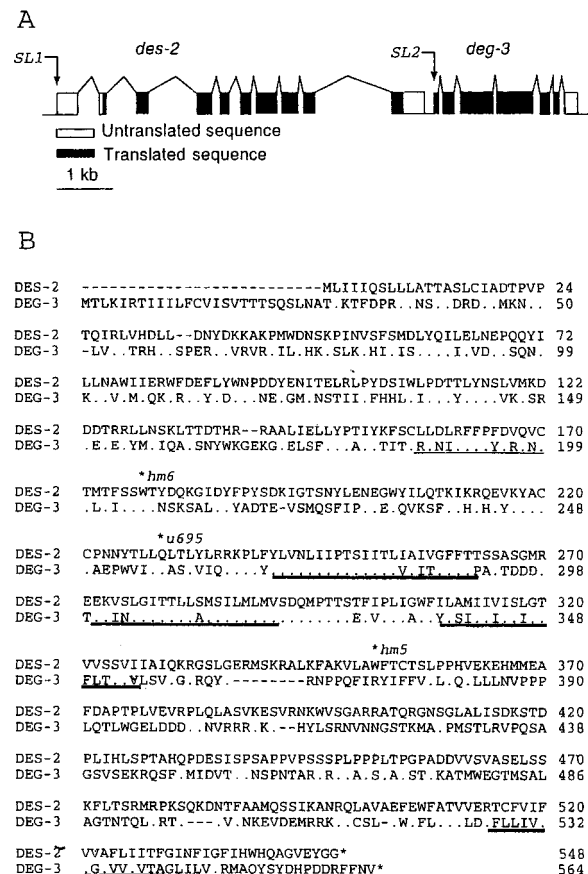 A
SL1
des-2
SL2
deg-3
Untranslated sequence
Translated sequence
1 kb
B
DES-2 ----------------------MLIIIQSLLLATTASLCIADTPVP 24
DEG-3 MTLKIRTIIILFCVISVTTTSQSLNAT.KTFDPR..NS..DRD..MKN.. 50
DES-2 TQIRLVHDLL--DNYDKKAKPMWDNSKPINVSFSMDLYQILELNEPQQYI 72
DEG-3 .LV..TRH..SPER..VRVR.IL.HK.SLK.HI.IS....I.VD..SQN. 99
DES-2 LLNAWIIERWFDEFLYWNPDDYENITELRLPYDSIWLPDTTLYNSLVMKD 122
DEG-3 K..V.M.QK.R..Y.D...NE.GM.NSTII.FHHL.I....Y...VK.SR 149
DES-2 DDTRRLLNSKLTTDTHR--RAALIELLYPTIYKFSCLLDLRFFPFDVQVC 170
DEG-3 .E.E.YM.IQA.SNYWKGEKG.ELSF...A..TIT.R.NI....Y.R.N. 199
*hm6
DES-2 TMTFSSWTYDQKGIDYFPYSDKIGTSNYLENEGWYILQTKIKRQEVKYAC 220
DEG-3 .L.I....NSKSAL..YADTE-VSMQSFIP..E.QVKSF..H.HY.... 248
*u695
DES-2 CPNNYTLLQLTLYLRRKPLFYLVNLIIPTSIITLIAIVGFFTTSSASGMR 270
DEG-3 .AEPWVI..AS.VIQ....Y.............V.IT....PA.TDDD. 298
DES-2 EEKVSLGITTLLSMSILMLMVSDQMPTTSTFIPLIGWFILAMIIVISLGT 320
DEG-3 T..IN.......A............E.V...A....Y.SI..I..I.. 348
*hm5
DES-2 VVSSVIIAIQKRGSLGERMSKRALKFAKVLAWFTCTSLPPHVEKEHMMEA 370
DEG-3 FLT..VLSV.G.RQY.--------RNPPQFIRYIFFV.L.Q.LLLNVPPP 390
DES-2 FDAPTPLVEVRPLQLASVKESVRNKWVSGARRATQRGNSGLALISDKSTD 420
DEG-3 LQTLWGELDDD..NVRRR.K.--HYLSRNVNNGSTKMA.PMSTLRVPQSA 438
DES-2 PLIHLSPTAHQPDESISPSAPPVPSSSPLPPPLTPGPADDVVSVASELSS 470
DEG-3 GSVSEKRQSF.MIDVT..NSPNTAR.R..A.S.A.ST.KATMWEGTMSAL 486
DES-2 KFLTSRMRPKSQKDNTFAAMQSSIKANRQLAVAEFEWFATVVERTCFVIF 520
DEG-3 AGTNTQL.RT.----.V..NKEVDEMRRK..CSL-.W.FL...LD.FLLIV. 532
DES-2 VVAFLIITFGINFIGFIHWHQAGVEYGG* 548
DEG-3 .G.VV.VTAGLILV.RMAQYSYDHPDDRFFNV* 564